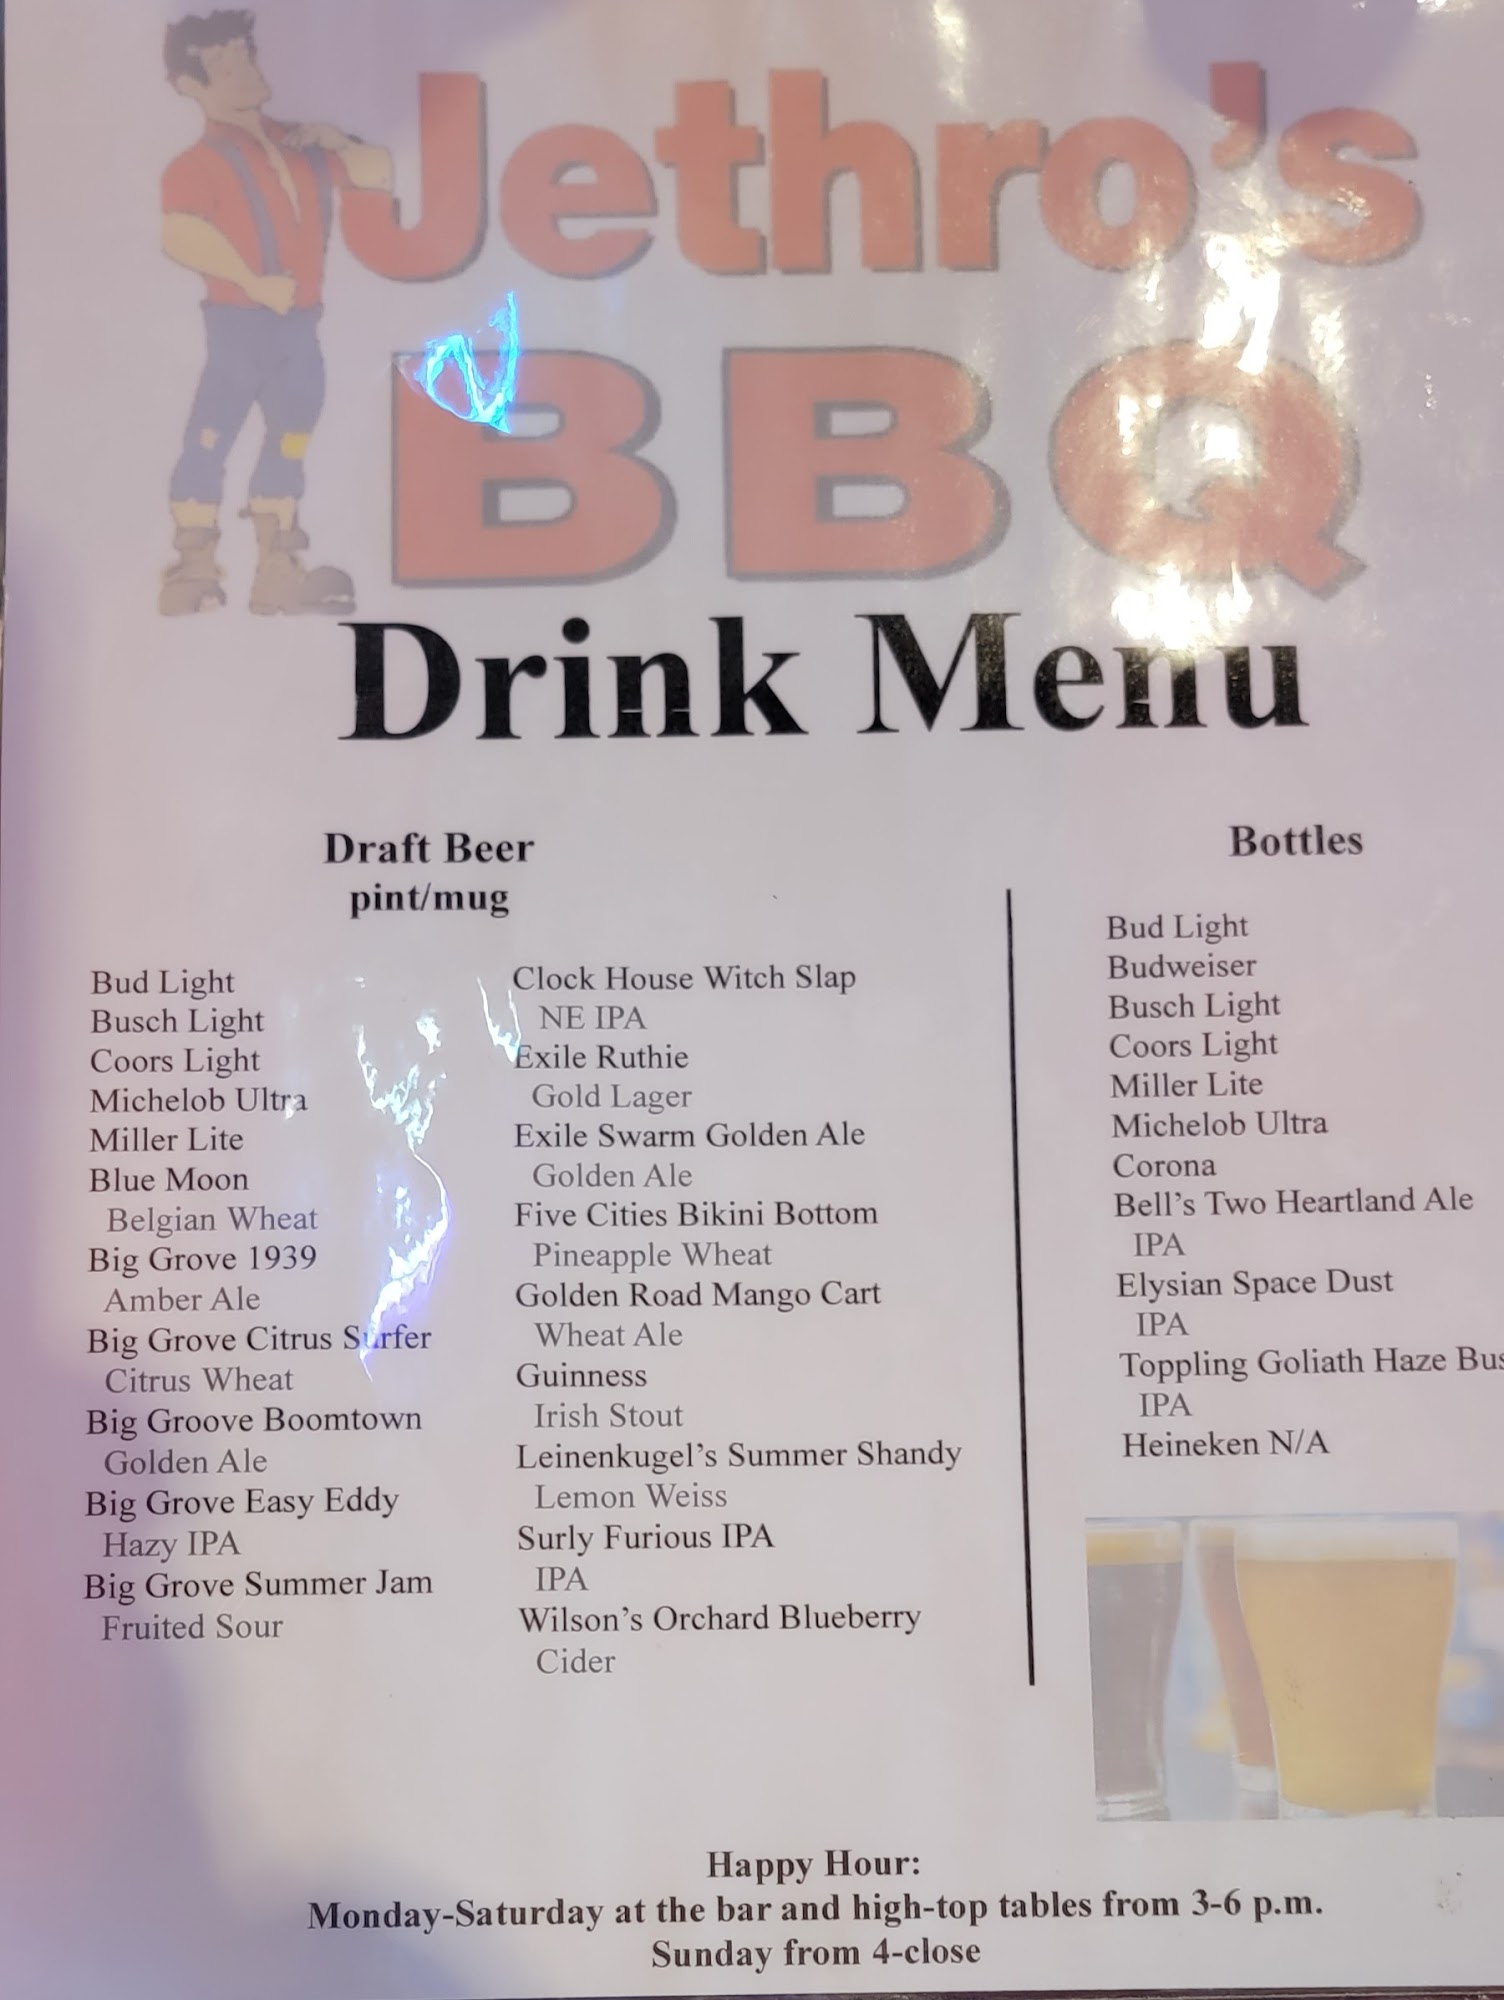 Jethro's
BBQ
Drink Menu
Draft Beer
pint/mug
Bud Light
Busch Light
Coors Light
Michelob Ultra
Miller Lite
Blue Moon
Belgian Wheat
Big Grove 1939
Amber Ale
Big Grove Citrus Surfer
Citrus Wheat
Big Groove Boomtown
Golden Ale
Big Grove Easy Eddy
Hazy IPA
Big Grove Summer Jam
Fruited Sour
Clock House Witch Slap
NE IPA
Exile Ruthie
Gold Lager
Exile Swarm Golden Ale
Golden Ale
Five Cities Bikini Bottom
Pineapple Wheat
Golden Road Mango Cart
Wheat Ale
Guinness
Irish Stout
Leinenkugel's Summer Shandy
Lemon Weiss
Surly Furious IPA
IPA
Wilson's Orchard Blueberry
Cider
Bottles
Bud Light
Budweiser
Busch Light
Coors Light
Miller Lite
Michelob Ultra
Corona
Bell's Two Heartland Ale
IPA
Elysian Space Dust
IPA
Toppling Goliath Haze
IPA
Heineken N/A
Happy Hour:
Monday-Saturday at the bar and high-top tables from 3-6 p.m.
Sunday from 4-close